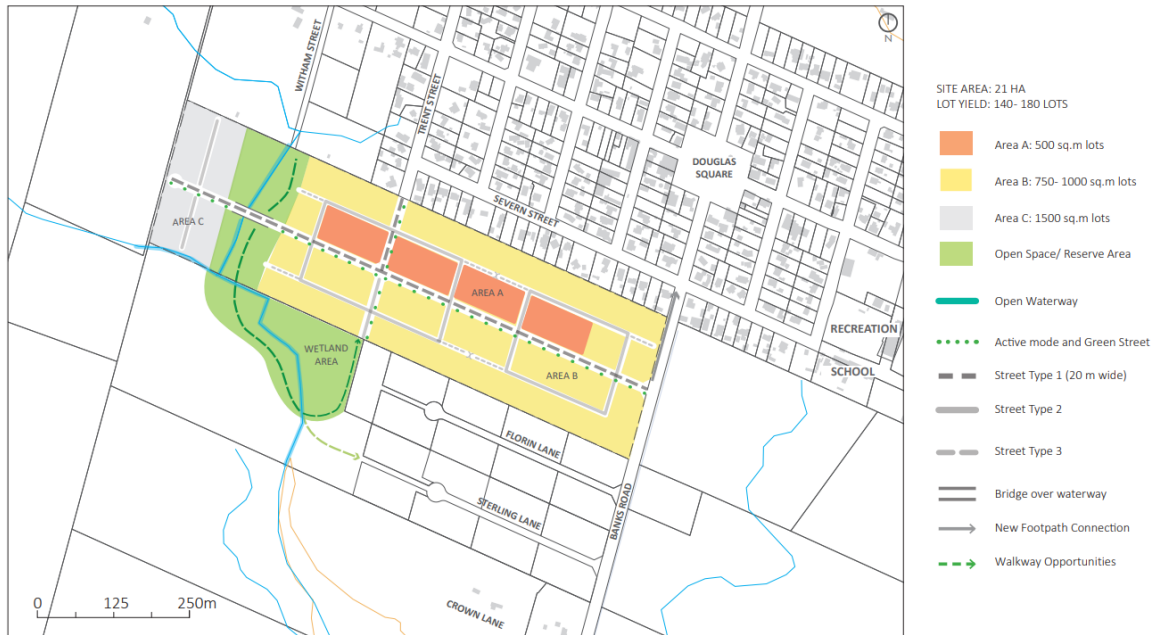 WITHAM STREET
TRENT STREET
N
DOUGLAS
SQUARE
SEVERN STREET
AREA C
AREA A
RECREATION
WETLAND
AREA
AREA B
SCHOOL
FLORIN LANE
STERLING LANE
BANKS ROAD
CROWN LANE
0 125 250m
SITE AREA: 21 HA
LOT YIELD: 140- 180 LOTS
Area A: 500 sq.m lots
Area B: 750- 1000 sq.m lots
Area C: 1500 sq.m lots
Open Space/ Reserve Area
Open Waterway
Active mode and Green Street
Street Type 1 (20 m wide)
Street Type 2
Street Type 3
Bridge over waterway
New Footpath Connection
Walkway Opportunities